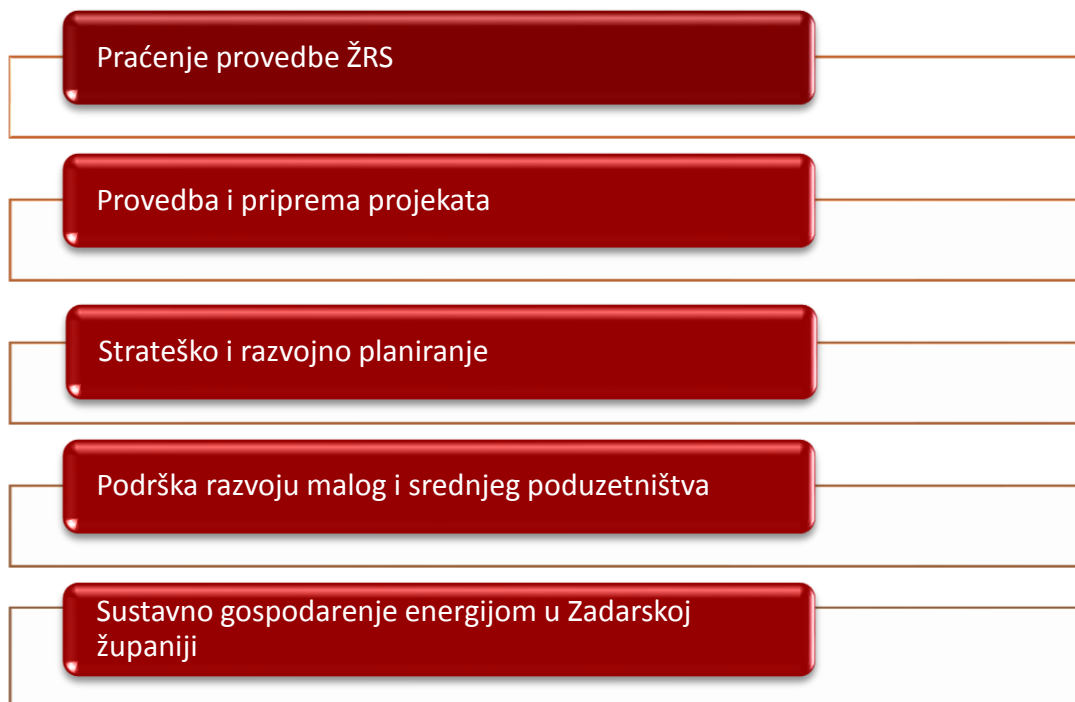 Praćenje provedbe ŽRS
Provedba i priprema projekata
Strateško i razvojno planiranje
Podrška razvoju malog i srednjeg poduzetništva
Sustavno gospodarenje energijom u Zadarskoj
županiji